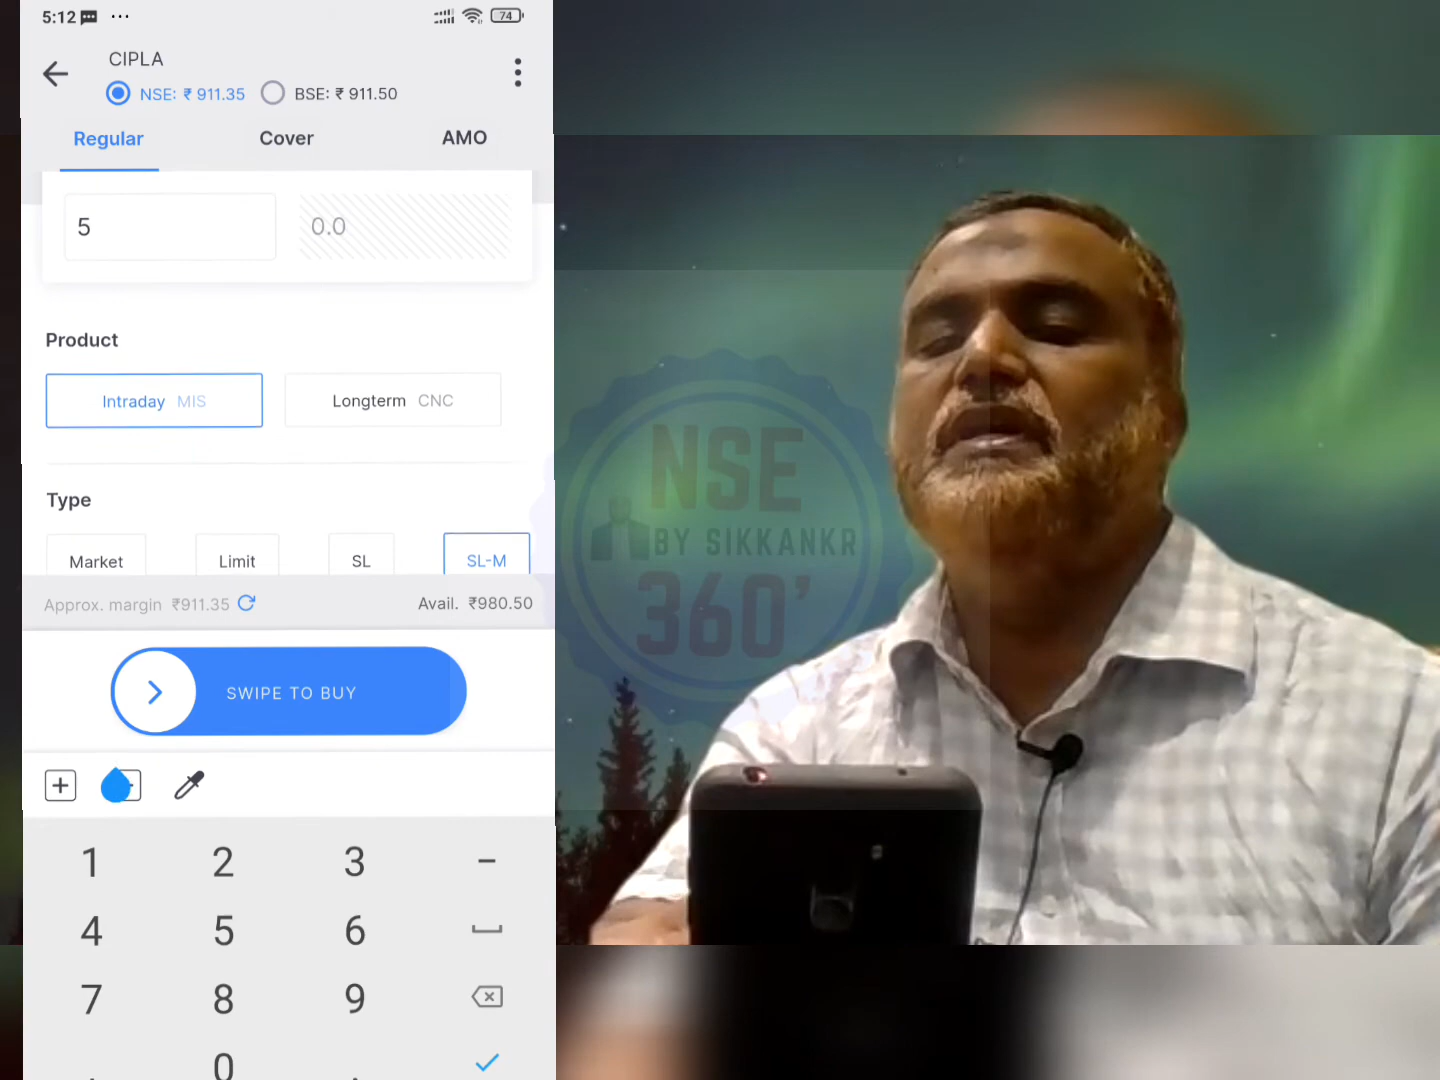 5:12
74
CIPLA
NSE: ₹ 911.35 BSE: ₹ 911.50
Regular Cover AMO
5 0.0
Product
Intraday MIS Longterm CNC
Type
Market Limit SL SL-M
Approx. margin ₹911.35 Avail. ₹980.50
SWIPE TO BUY
1 2 3 -
4 5 6
7 8 9
0
NSE
BY SIKKANKR
360'